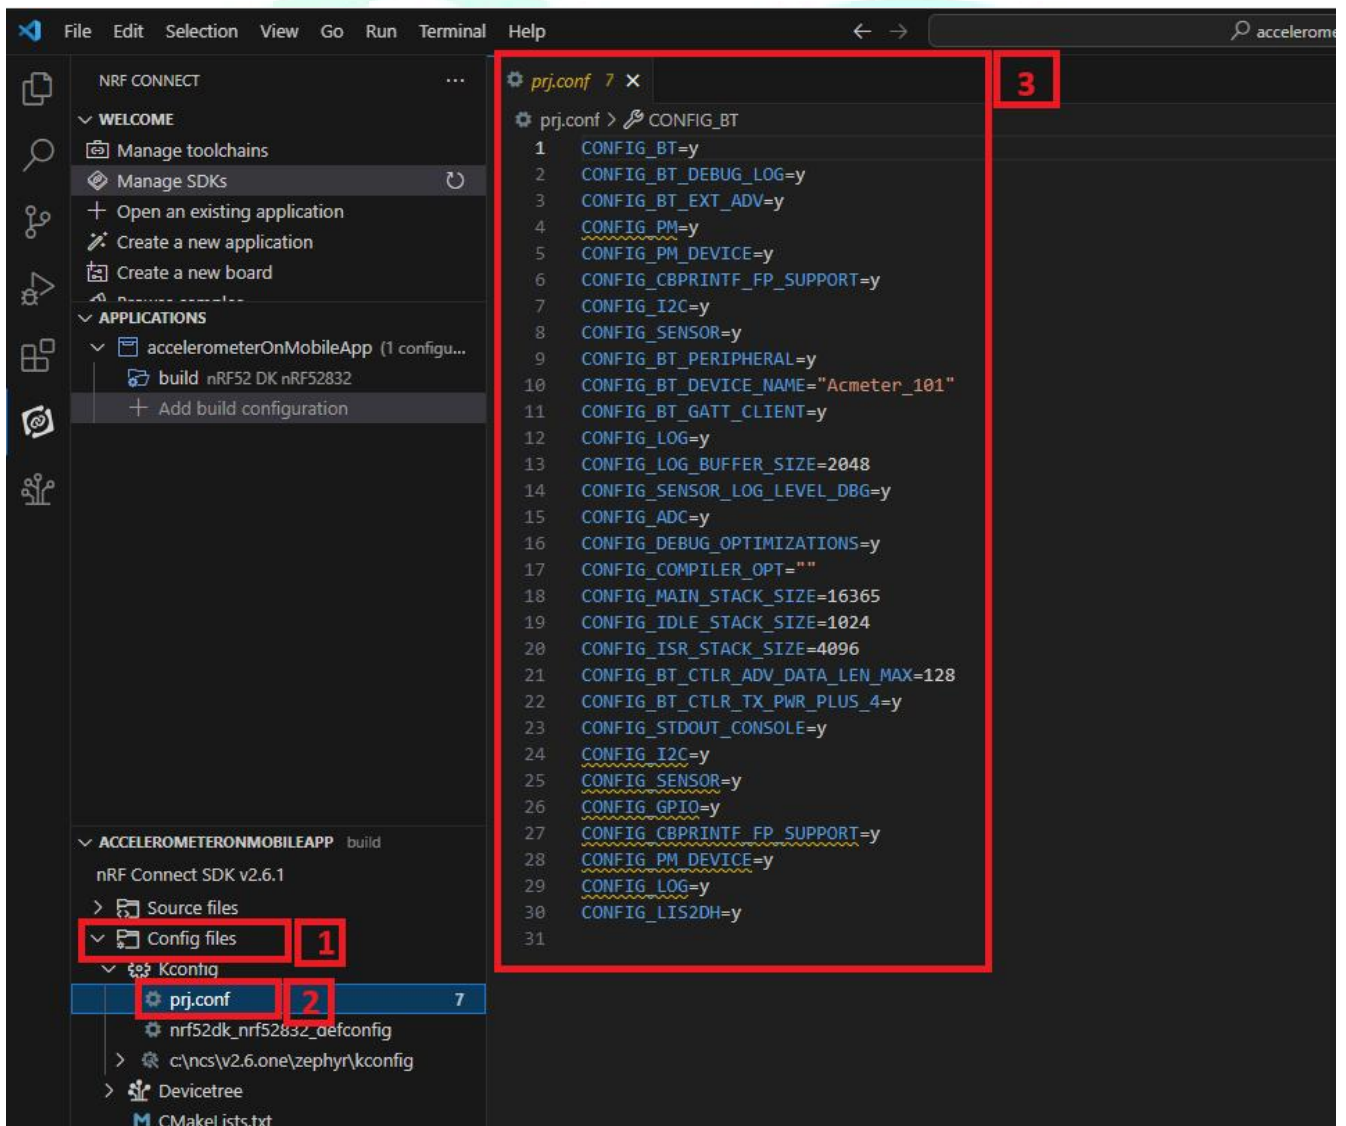 File Edit Selection View Go Run Terminal Help
accelerome
NRF CONNECT ...
WELCOME
Manage toolchains
Manage SDKs
Open an existing application
Create a new application
Create a new board
APPLICATIONS
accelerometerOnMobileApp (1 configu...
build nRF52 DK nRF52832
Add build configuration
ACCELEROMETERONMOBILEAPP build
nRF Connect SDK v2.6.1
Source files
Config files
1
Kconfig
prj.conf 7
2
nrf52dk_nrf52832_defconfig
c:\ncs\v2.6.one\zephyr\kconfig
Devicetree
CMakeLists.txt
prj.conf 7
3
prj.conf > CONFIG_BT
1 CONFIG_BT=y
2 CONFIG_BT_DEBUG_LOG=y
3 CONFIG_BT_EXT_ADV=y
4 CONFIG_PM=y
5 CONFIG_PM_DEVICE=y
6 CONFIG_CBPRINTF_FP_SUPPORT=y
7 CONFIG_I2C=y
8 CONFIG_SENSOR=y
9 CONFIG_BT_PERIPHERAL=y
10 CONFIG_BT_DEVICE_NAME="Acmeter_101"
11 CONFIG_BT_GATT_CLIENT=y
12 CONFIG_LOG=y
13 CONFIG_LOG_BUFFER_SIZE=2048
14 CONFIG_SENSOR_LOG_LEVEL_DBG=y
15 CONFIG_ADC=y
16 CONFIG_DEBUG_OPTIMIZATIONS=y
17 CONFIG_COMPILER_OPT=""
18 CONFIG_MAIN_STACK_SIZE=16365
19 CONFIG_IDLE_STACK_SIZE=1024
20 CONFIG_ISR_STACK_SIZE=4096
21 CONFIG_BT_CTLR_ADV_DATA_LEN_MAX=128
22 CONFIG_BT_CTLR_TX_PWR_PLUS_4=y
23 CONFIG_STDOUT_CONSOLE=y
24 CONFIG_I2C=y
25 CONFIG_SENSOR=y
26 CONFIG_GPIO=y
27 CONFIG_CBPRINTF_FP_SUPPORT=y
28 CONFIG_PM_DEVICE=y
29 CONFIG_LOG=y
30 CONFIG_LIS2DH=y
31